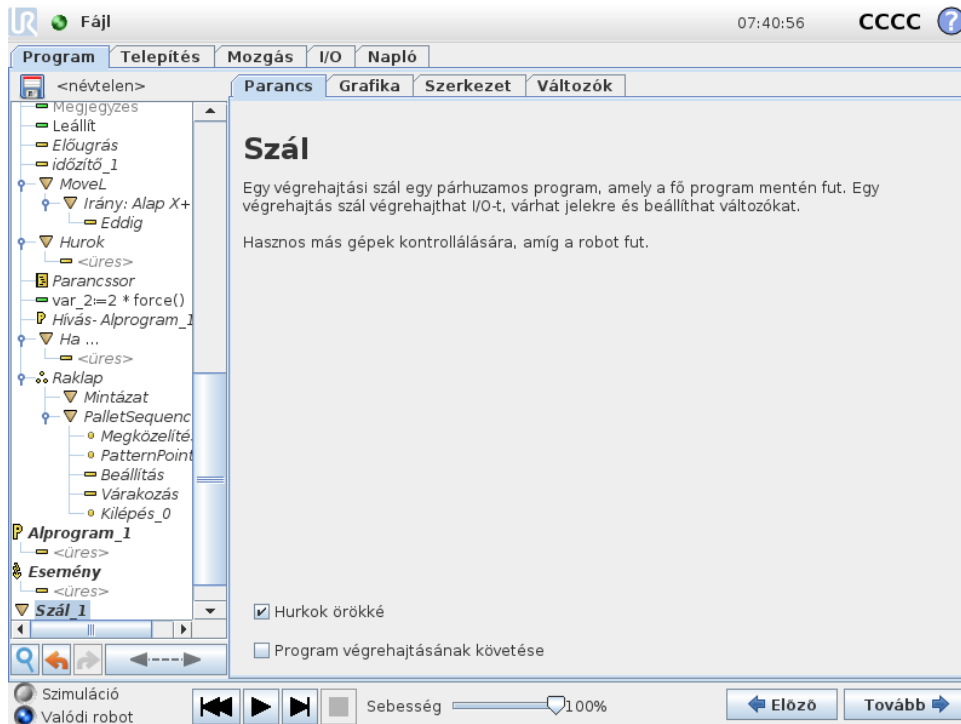 Fájl
07:40:56
CCCC
?
Program Telepítés Mozgás I/O Napló
<névtelen>
Parancs Grafika Szerkezet Változók
Megjegyzés
Leállít
Előugrás
időzítő_1
MoveL
Irány: Alap X+
Eddig
Hurok
<üres>
Parancssor
var_2:=2 * force()
Hívás- Alprogram_1
Ha ...
<üres>
Raklap
Mintázat
PalletSequenc
Megközelíté
PatternPoint
Beállítás
Várakozás
Kilépés_0
Alprogram_1
<üres>
Esemény
<üres>
Szál_1
Szál
Egy végrehajtási szál egy párhuzamos program, amely a fő program mentén fut. Egy
végrehajtás szál végrehajthat I/O-t, várhat jelekre és beállíthat változókat.
Hasznos más gépek kontrollálására, amíg a robot fut.
Hurkok örökké
Program végrehajtásának követése
Szimuláció
Valódi robot
Sebesség 100%
Előző
Tovább